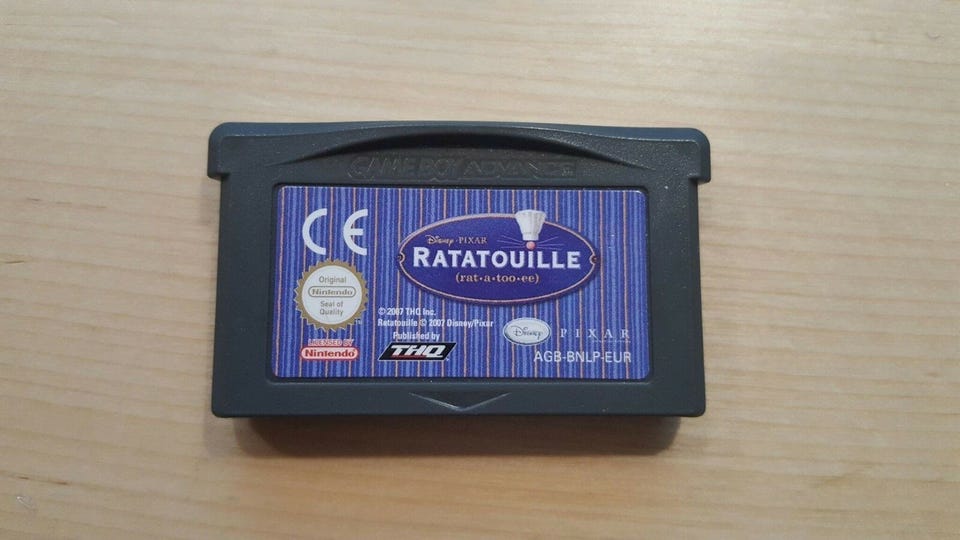 GAME BOY ADVANCE
CE
Disney · PIXAR
RATATOUILLE
(rat•a•too•ee)
Original
Nintendo
Seal of
Quality
TM
LICENSED BY
Nintendo
© 2007 THQ Inc.
Ratatouille © 2007 Disney/Pixar
Published by
THQ
Disney PIXAR
AGB-BNLP-EUR